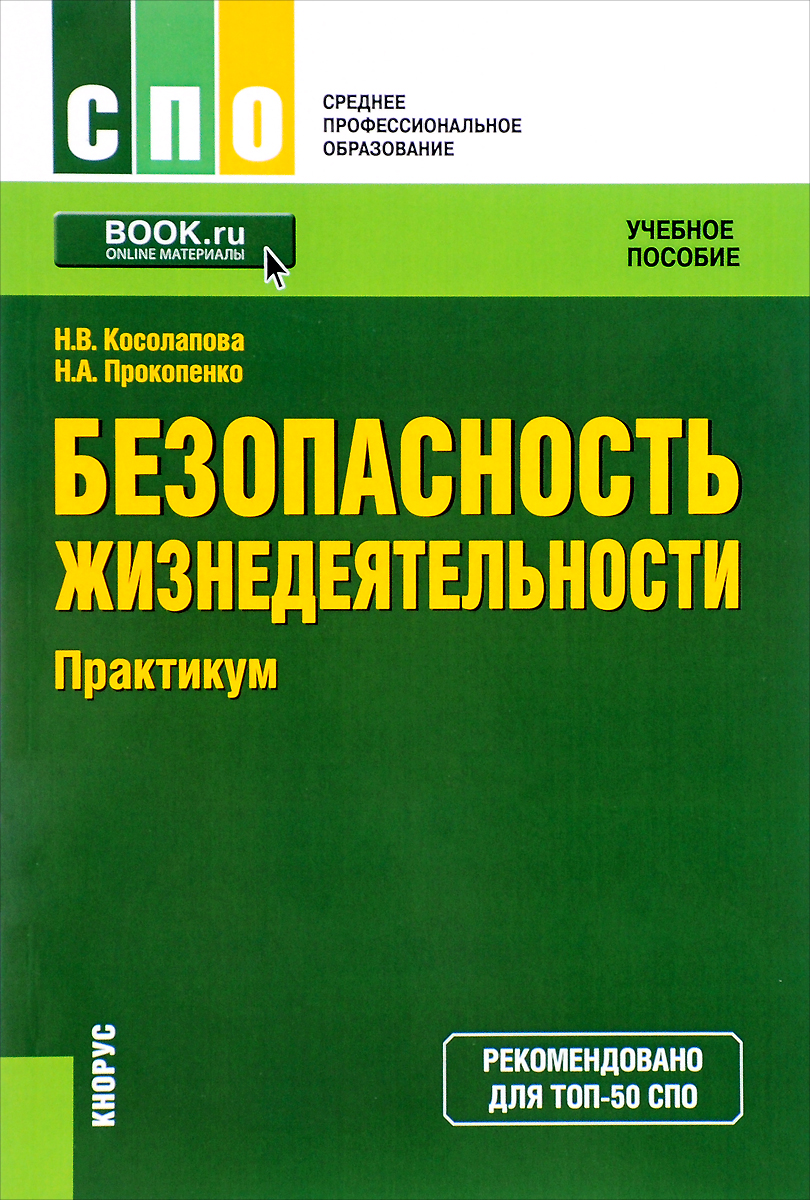 СПО
СРЕДНЕЕ
ПРОФЕССИОНАЛЬНОЕ
ОБРАЗОВАНИЕ
BOOK.ru
ONLINE МАТЕРИАЛЫ
УЧЕБНОЕ
ПОСОБИЕ
Н.В. Косолапова
Н.А. Прокопенко
БЕЗОПАСНОСТЬ
ЖИЗНЕДЕЯТЕЛЬНОСТИ
Практикум
КНОРУС
РЕКОМЕНДОВАНО
ДЛЯ ТОП-50 СПО